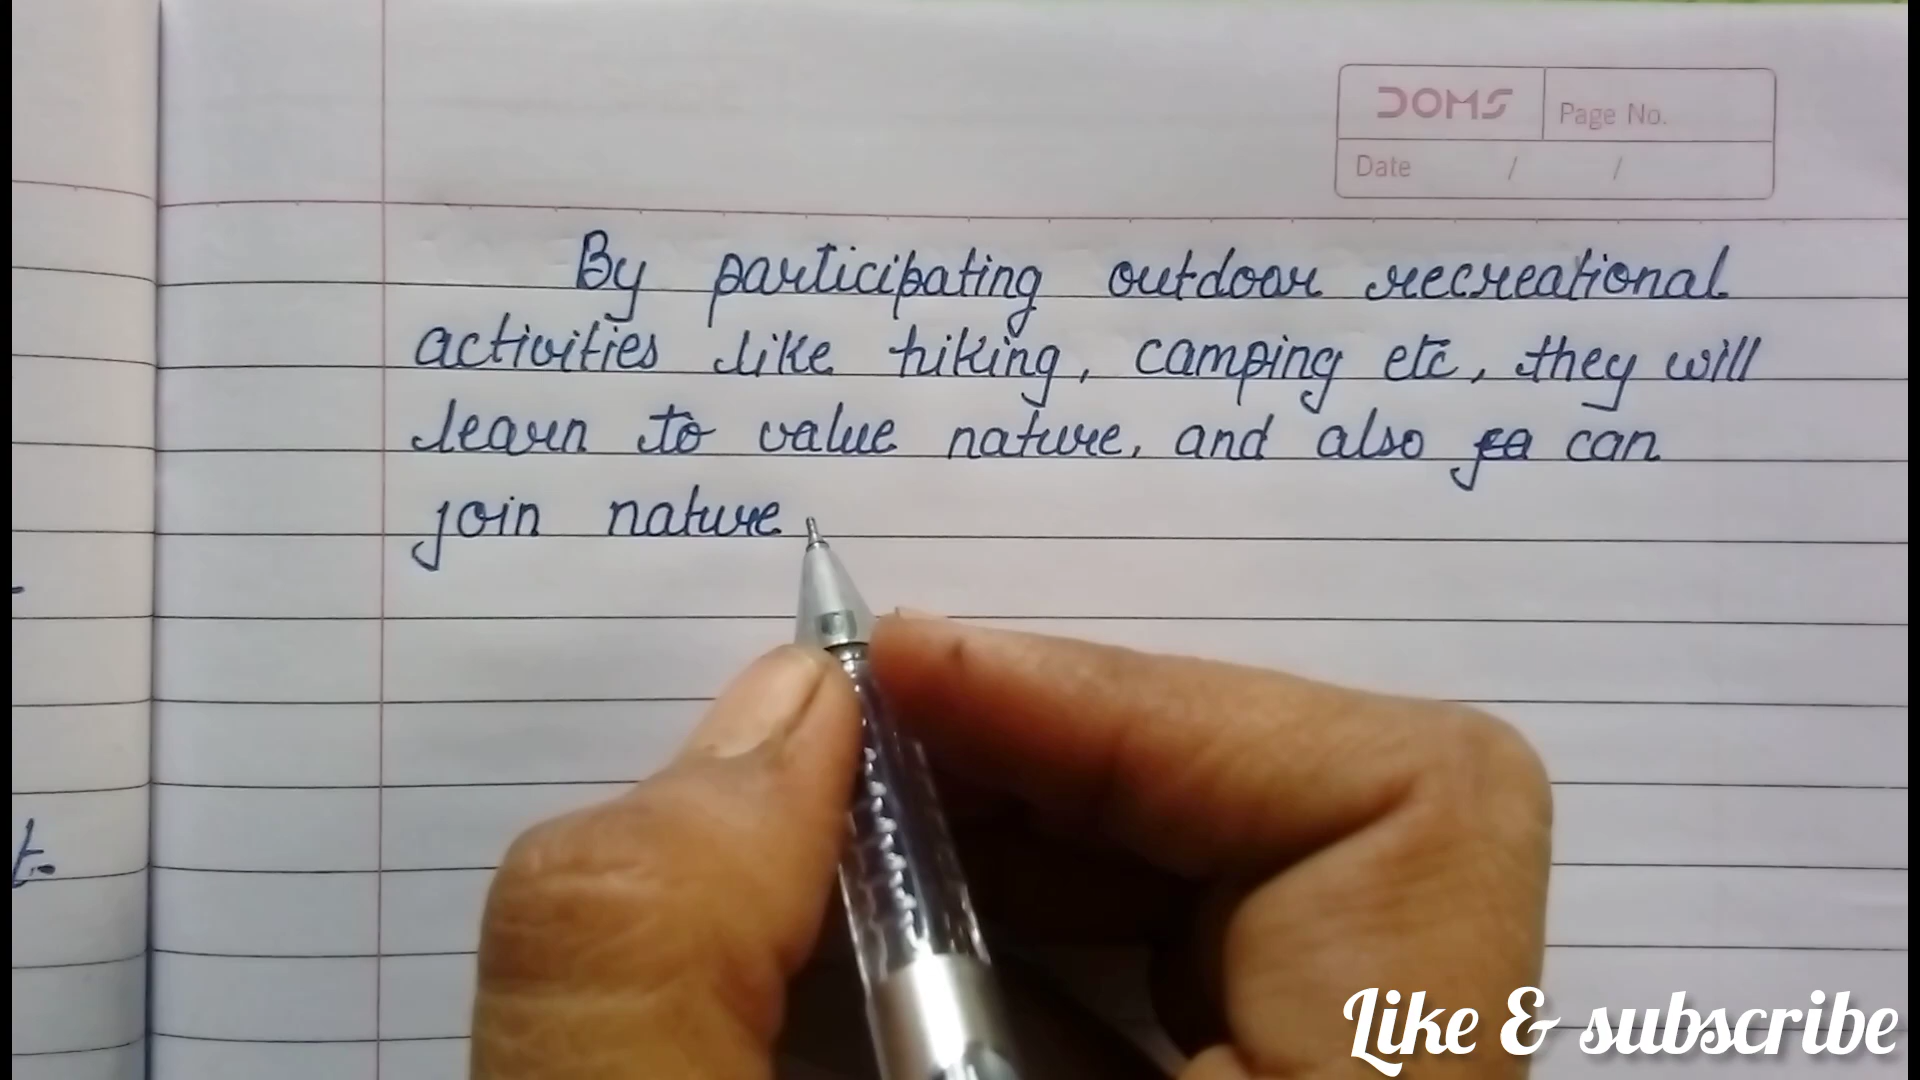 DOMS
Page No.
Date / /
By participating outdoor recreational
activities like hiking, camping etc, they will
learn to value nature, and also can
join nature
t.
Like & subscribe